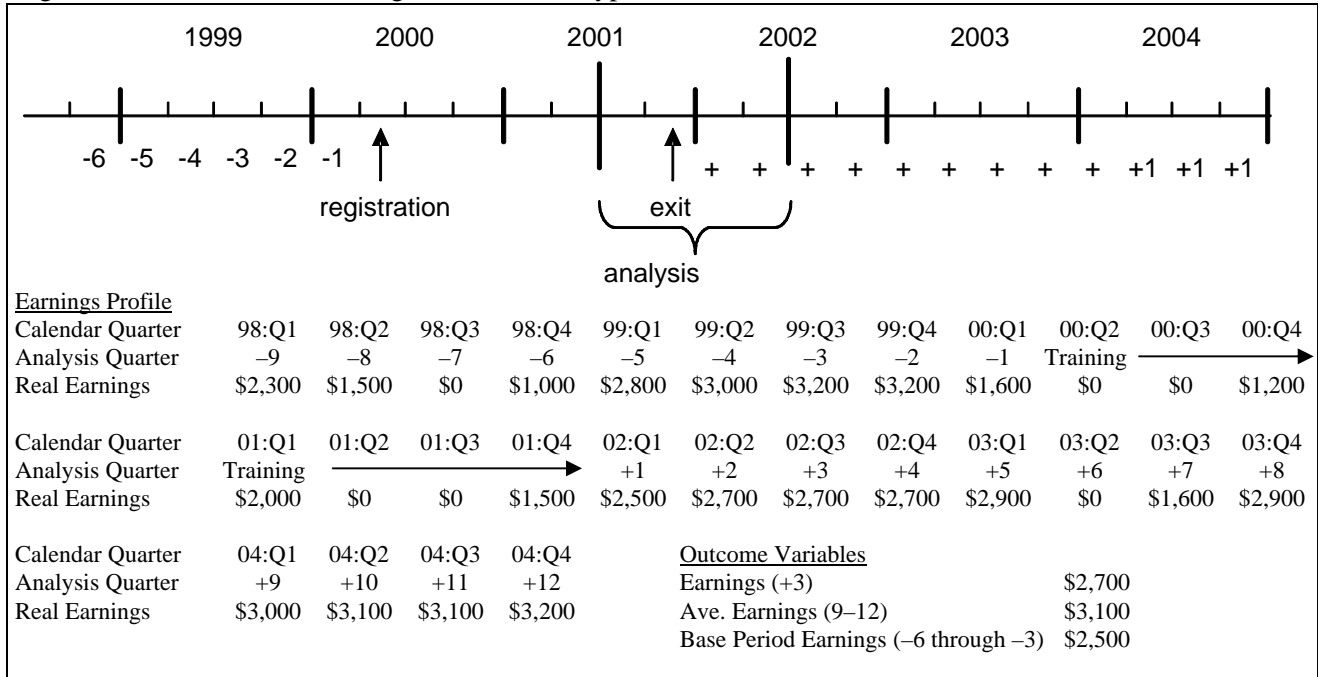 1999 2000 2001 2002 2003 2004
-6 -5 -4 -3 -2 -1 + + + + + + + + + +1 +1 +1
registration exit
analysis
Earnings Profile
Calendar Quarter 98:Q1 98:Q2 98:Q3 98:Q4 99:Q1 99:Q2 99:Q3 99:Q4 00:Q1 00:Q2 00:Q3 00:Q4
Analysis Quarter –9 –8 –7 –6 –5 –4 –3 –2 –1 Training
Real Earnings $2,300 $1,500 $0 $1,000 $2,800 $3,000 $3,200 $3,200 $1,600 $0 $0 $1,200
Calendar Quarter 01:Q1 01:Q2 01:Q3 01:Q4 02:Q1 02:Q2 02:Q3 02:Q4 03:Q1 03:Q2 03:Q3 03:Q4
Analysis Quarter Training +1 +2 +3 +4 +5 +6 +7 +8
Real Earnings $2,000 $0 $0 $1,500 $2,500 $2,700 $2,700 $2,700 $2,900 $0 $1,600 $2,900
Calendar Quarter 04:Q1 04:Q2 04:Q3 04:Q4 Outcome Variables
Analysis Quarter +9 +10 +11 +12 Earnings (+3) $2,700
Real Earnings $3,000 $3,100 $3,100 $3,200 Ave. Earnings (9–12) $3,100
Base Period Earnings (–6 through –3) $2,500